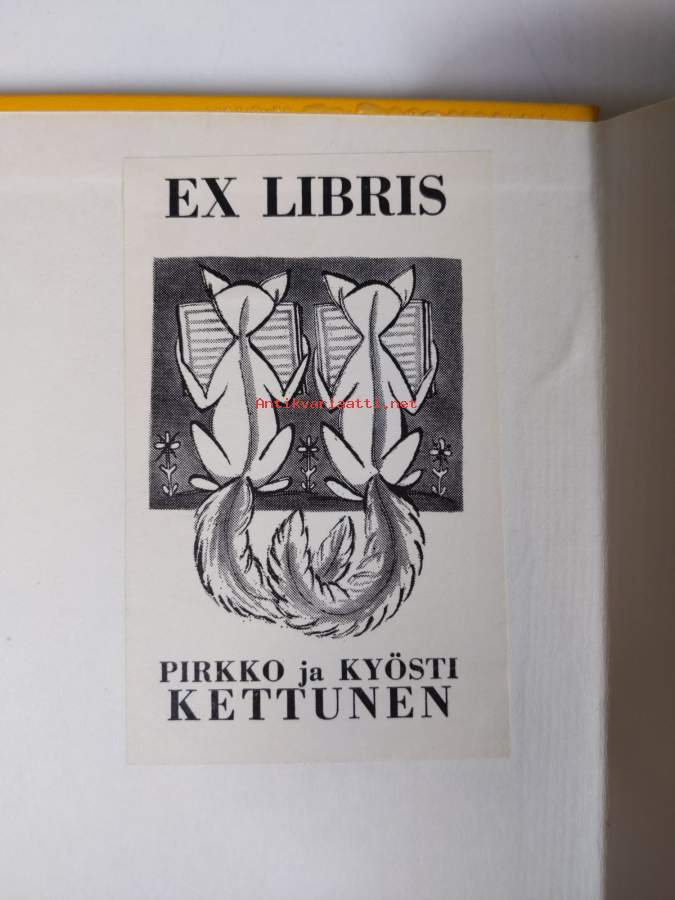 EX LIBRIS
Antikvariaatti.net
PIRKKO ja KYÖSTI
KETTUNEN